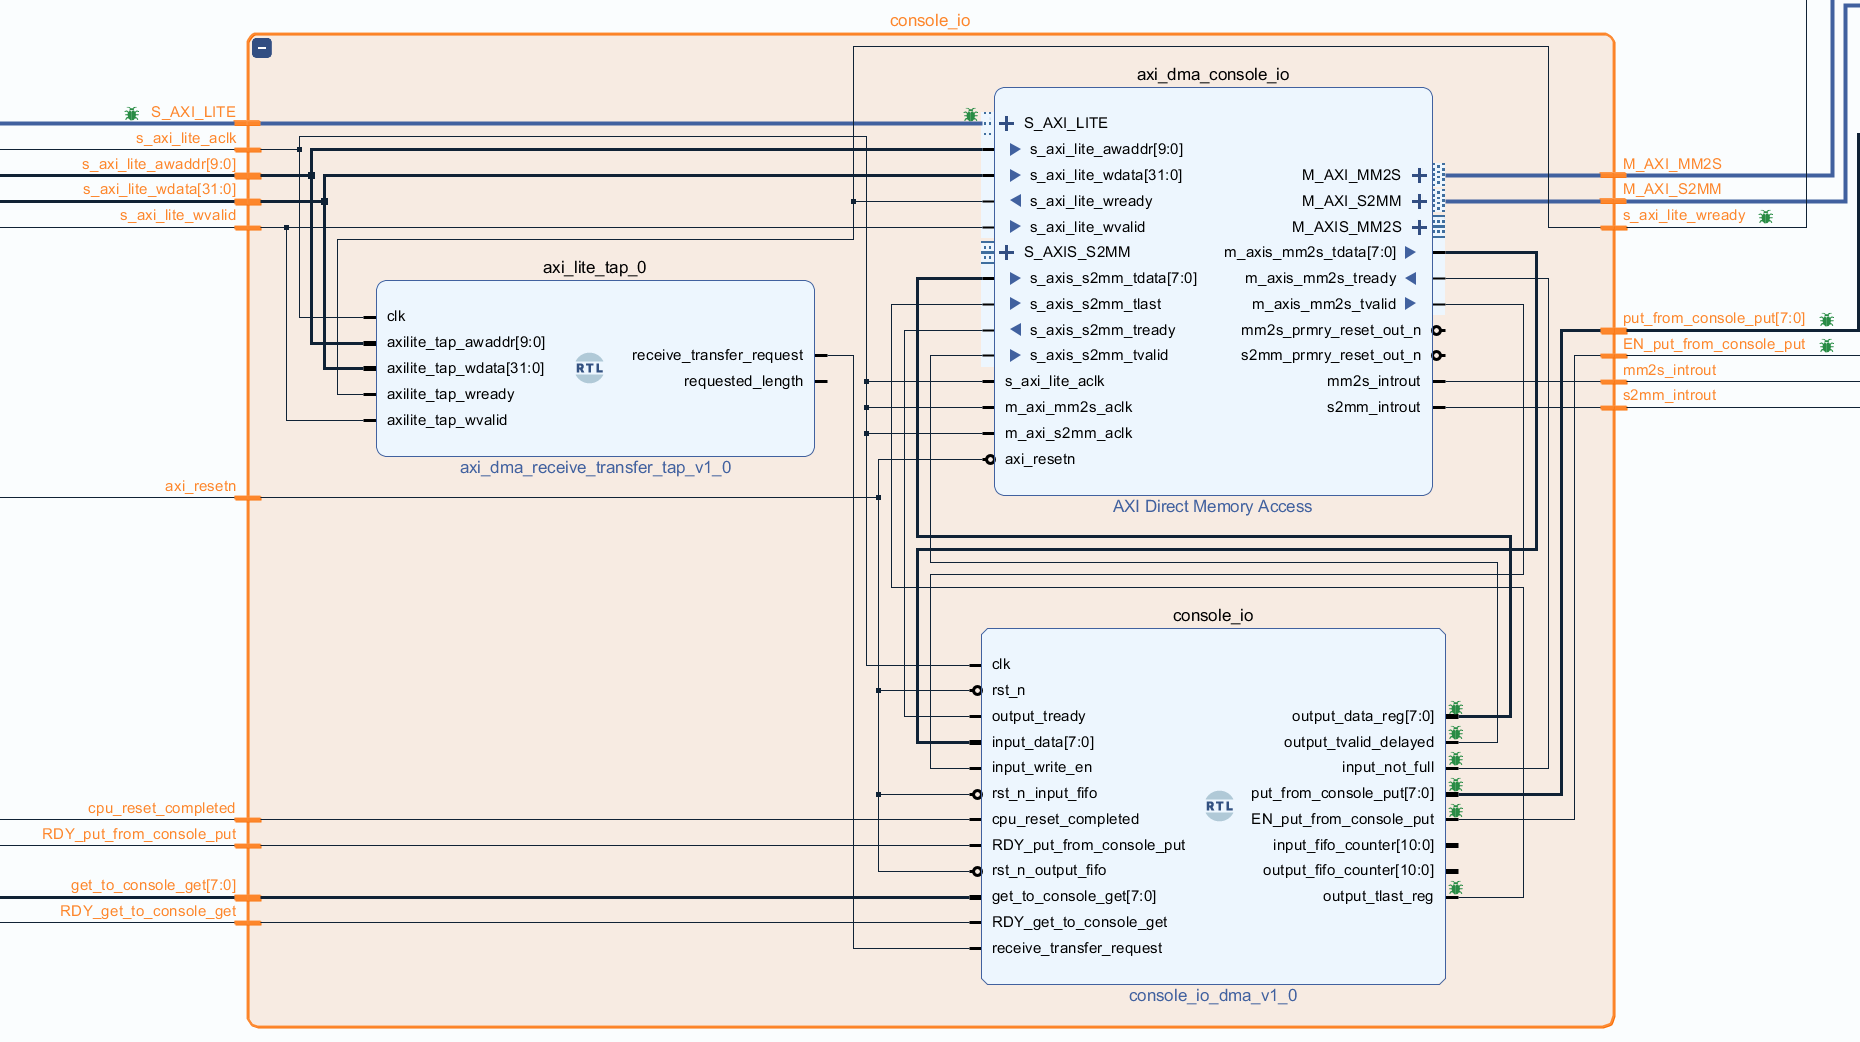 console_io
S_AXI_LITE
s_axi_lite_aclk
s_axi_lite_awaddr[9:0]
s_axi_lite_wdata[31:0]
s_axi_lite_wvalid
axi_resetn
cpu_reset_completed
RDY_put_from_console_put
get_to_console_get[7:0]
RDY_get_to_console_get
axi_lite_tap_0
clk
axilite_tap_awaddr[9:0]
axilite_tap_wdata[31:0]
axilite_tap_wready
axilite_tap_wvalid
RTL
receive_transfer_request
requested_length
axi_dma_receive_transfer_tap_v1_0
axi_dma_console_io
S_AXI_LITE
s_axi_lite_awaddr[9:0]
s_axi_lite_wdata[31:0]
s_axi_lite_wready
s_axi_lite_wvalid
S_AXIS_S2MM
s_axis_s2mm_tdata[7:0]
s_axis_s2mm_tlast
s_axis_s2mm_tready
s_axis_s2mm_tvalid
s_axi_lite_aclk
m_axi_mm2s_aclk
m_axi_s2mm_aclk
axi_resetn
M_AXI_MM2S
M_AXI_S2MM
M_AXIS_MM2S
m_axis_mm2s_tdata[7:0]
m_axis_mm2s_tready
m_axis_mm2s_tvalid
mm2s_prmry_reset_out_n
s2mm_prmry_reset_out_n
mm2s_introut
s2mm_introut
AXI Direct Memory Access
console_io
clk
rst_n
output_tready
input_data[7:0]
input_write_en
rst_n_input_fifo
cpu_reset_completed
RDY_put_from_console_put
rst_n_output_fifo
get_to_console_get[7:0]
RDY_get_to_console_get
receive_transfer_request
RTL
output_data_reg[7:0]
output_tvalid_delayed
input_not_full
put_from_console_put[7:0]
EN_put_from_console_put
input_fifo_counter[10:0]
output_fifo_counter[10:0]
output_tlast_reg
console_io_dma_v1_0
M_AXI_MM2S
M_AXI_S2MM
s_axi_lite_wready
put_from_console_put[7:0]
EN_put_from_console_put
mm2s_introut
s2mm_introut